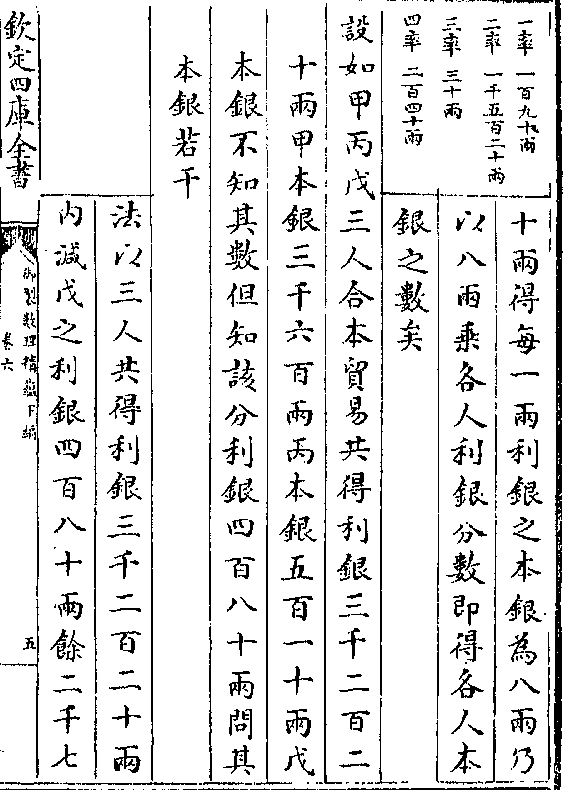 一率　一百九十兩
二率　一千五百二十兩
三率　三十兩
四率　二百四十兩
十兩得每一兩利銀之本銀為八兩乃
以八兩乗各人利銀分數即得各人本
銀之數矣
設如甲丙戊三人合本貿易共得利銀三千二百二
十兩甲本銀三千六百兩丙本銀五百一十兩戊
本銀不知其數但知該分利銀四百八十兩問其
本銀若干
法以三人共得利銀三千二百二十兩
内減戊之利銀四百八十兩餘二千七
欽定四庫全書
御製數理精藴下編
卷六
五